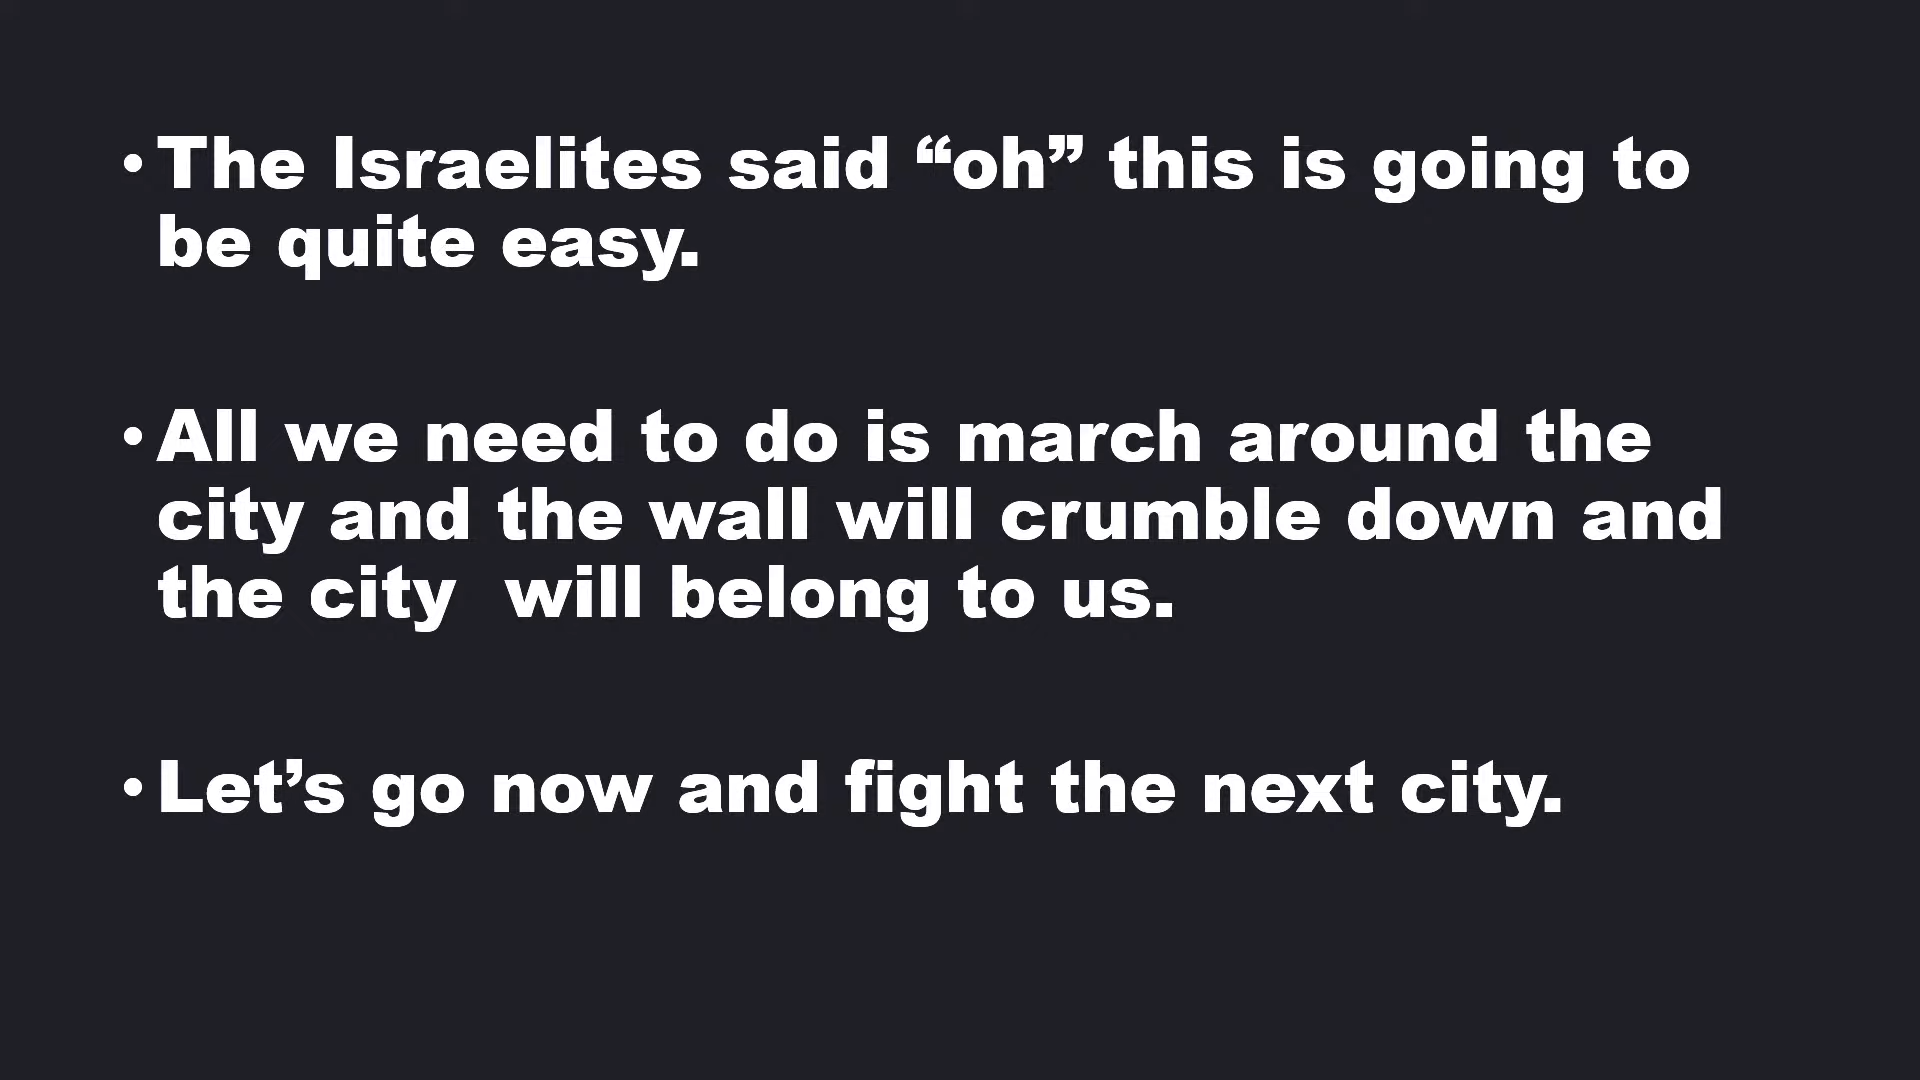 • The Israelites said “oh” this is going to
be quite easy.
• All we need to do is march around the
city and the wall will crumble down and
the city  will belong to us.
• Let’s go now and fight the next city.